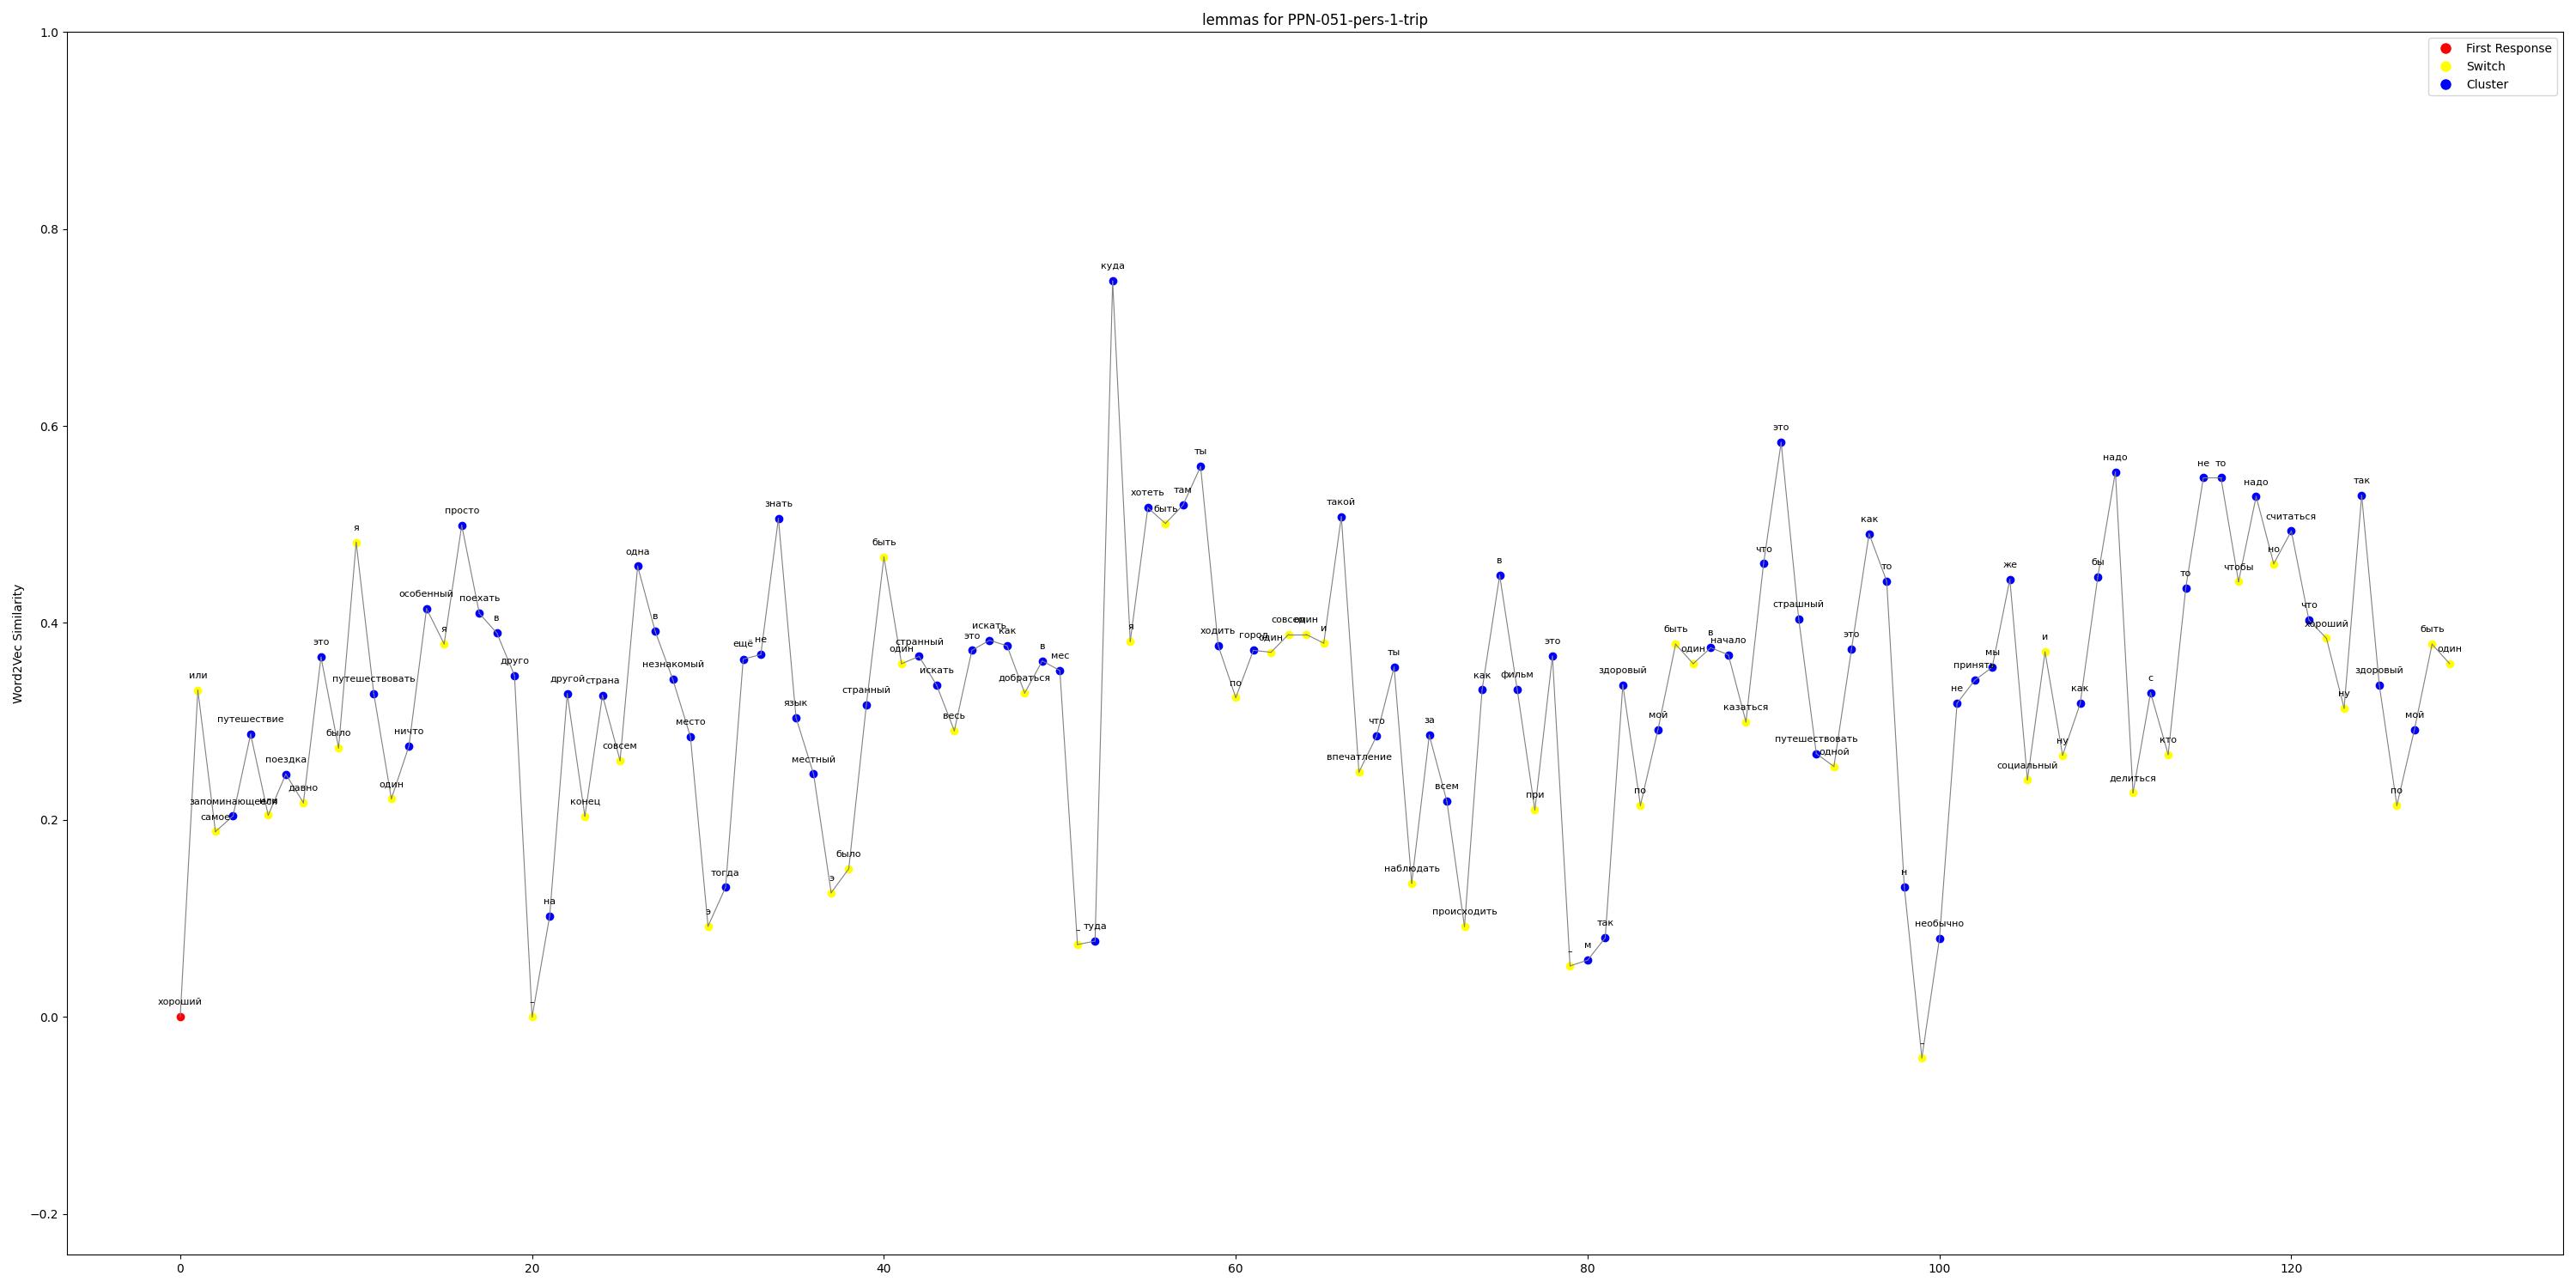 lemmas for PPN-051-pers-1-trip
First Response
Switch
Cluster
Word2Vec Similarity
1.0
0.8
0.6
0.4
0.2
0.0
−0.2
0
20
40
60
80
100
120
хороший
или
самое
запоминающееся
путешествие
или
поездка
давно
это
было
я
путешествовать
один
ничто
особенный
я
просто
поехать
в
друго
-
на
другой
конец
страна
совсем
одна
в
незнакомый
место
э
тогда
ещё
не
знать
язык
местный
э
было
странный
быть
один
странный
искать
весь
это
искать
как
добраться
в
мес
-
туда
куда
я
хотеть
быть
там
ты
ходить
по
город
один
совсем
один
и
такой
впечатление
что
ты
наблюдать
за
всем
происходить
как
в
фильм
при
это
-
м
так
здоровый
по
мой
быть
один
в
начало
казаться
что
это
страшный
путешествовать
одной
это
как
то
н
-
необычно
не
принять
мы
же
социальный
и
ну
как
бы
надо
делиться
с
кто
то
не
то
чтобы
надо
но
считаться
что
хороший
ну
так
здоровый
по
мой
быть
один